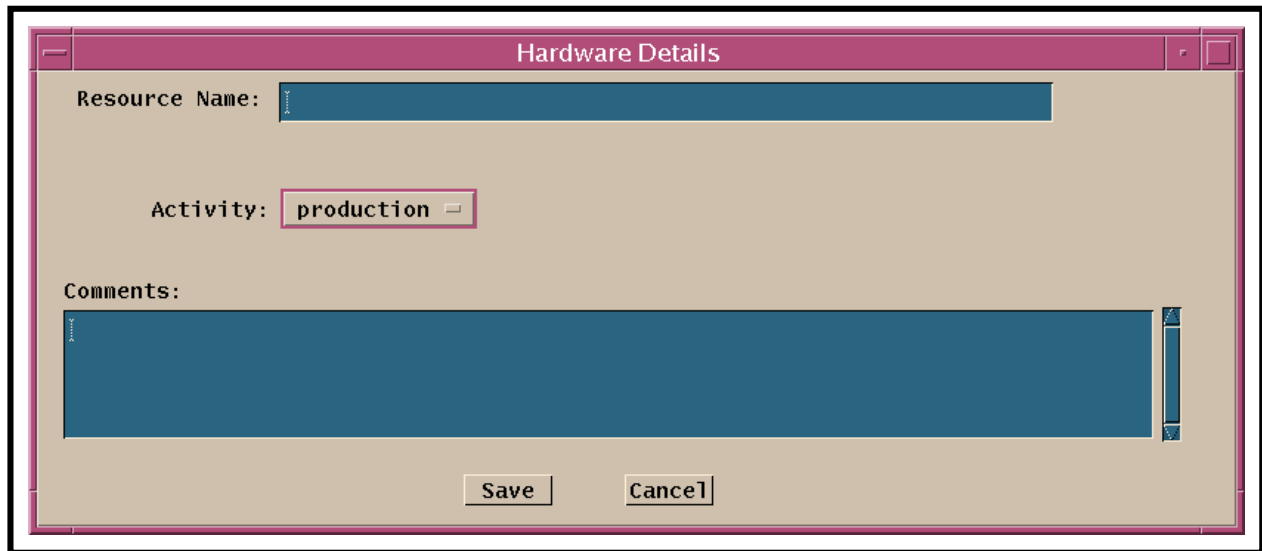 Hardware Details
Resource Name:
Activity: production
Comments:
Save Cancel